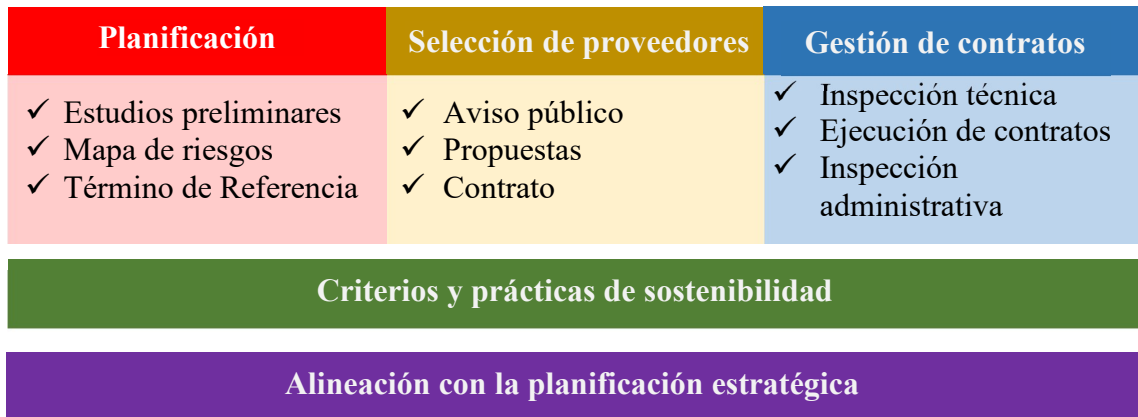 Planificación
Estudios preliminares
Mapa de riesgos
Término de Referencia
Selección de proveedores
Aviso público
Propuestas
Contrato
Gestión de contratos
Inspección técnica
Ejecución de contratos
Inspección
administrativa
Criterios y prácticas de sostenibilidad
Alineación con la planificación estratégica